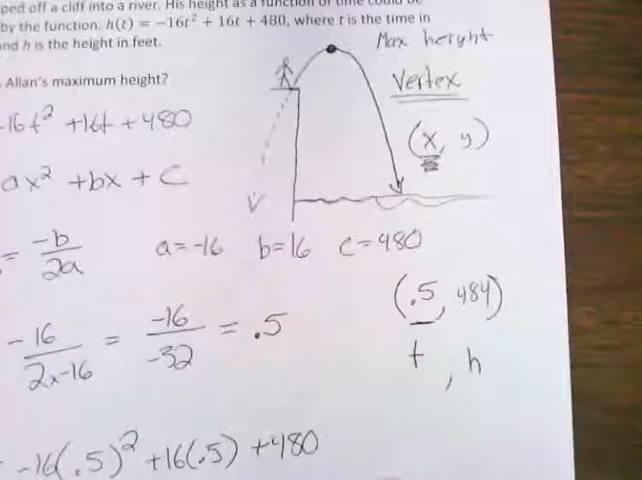 ped off a cliff into a river. His height as a function of time could be
by the function: h(t) = −16t² + 16t + 480, where t is the time in
nd h is the height in feet.
Allan's maximum height?
Max height
Vertex
(x, y)
-16t² +16t + 480
ax² +bx + C
= -b/2a a=-16 b=16 c=480
(.5, 484)
t, h
-16/2x-16 = -16/-32 = .5
-16(.5)² +16(.5) +480